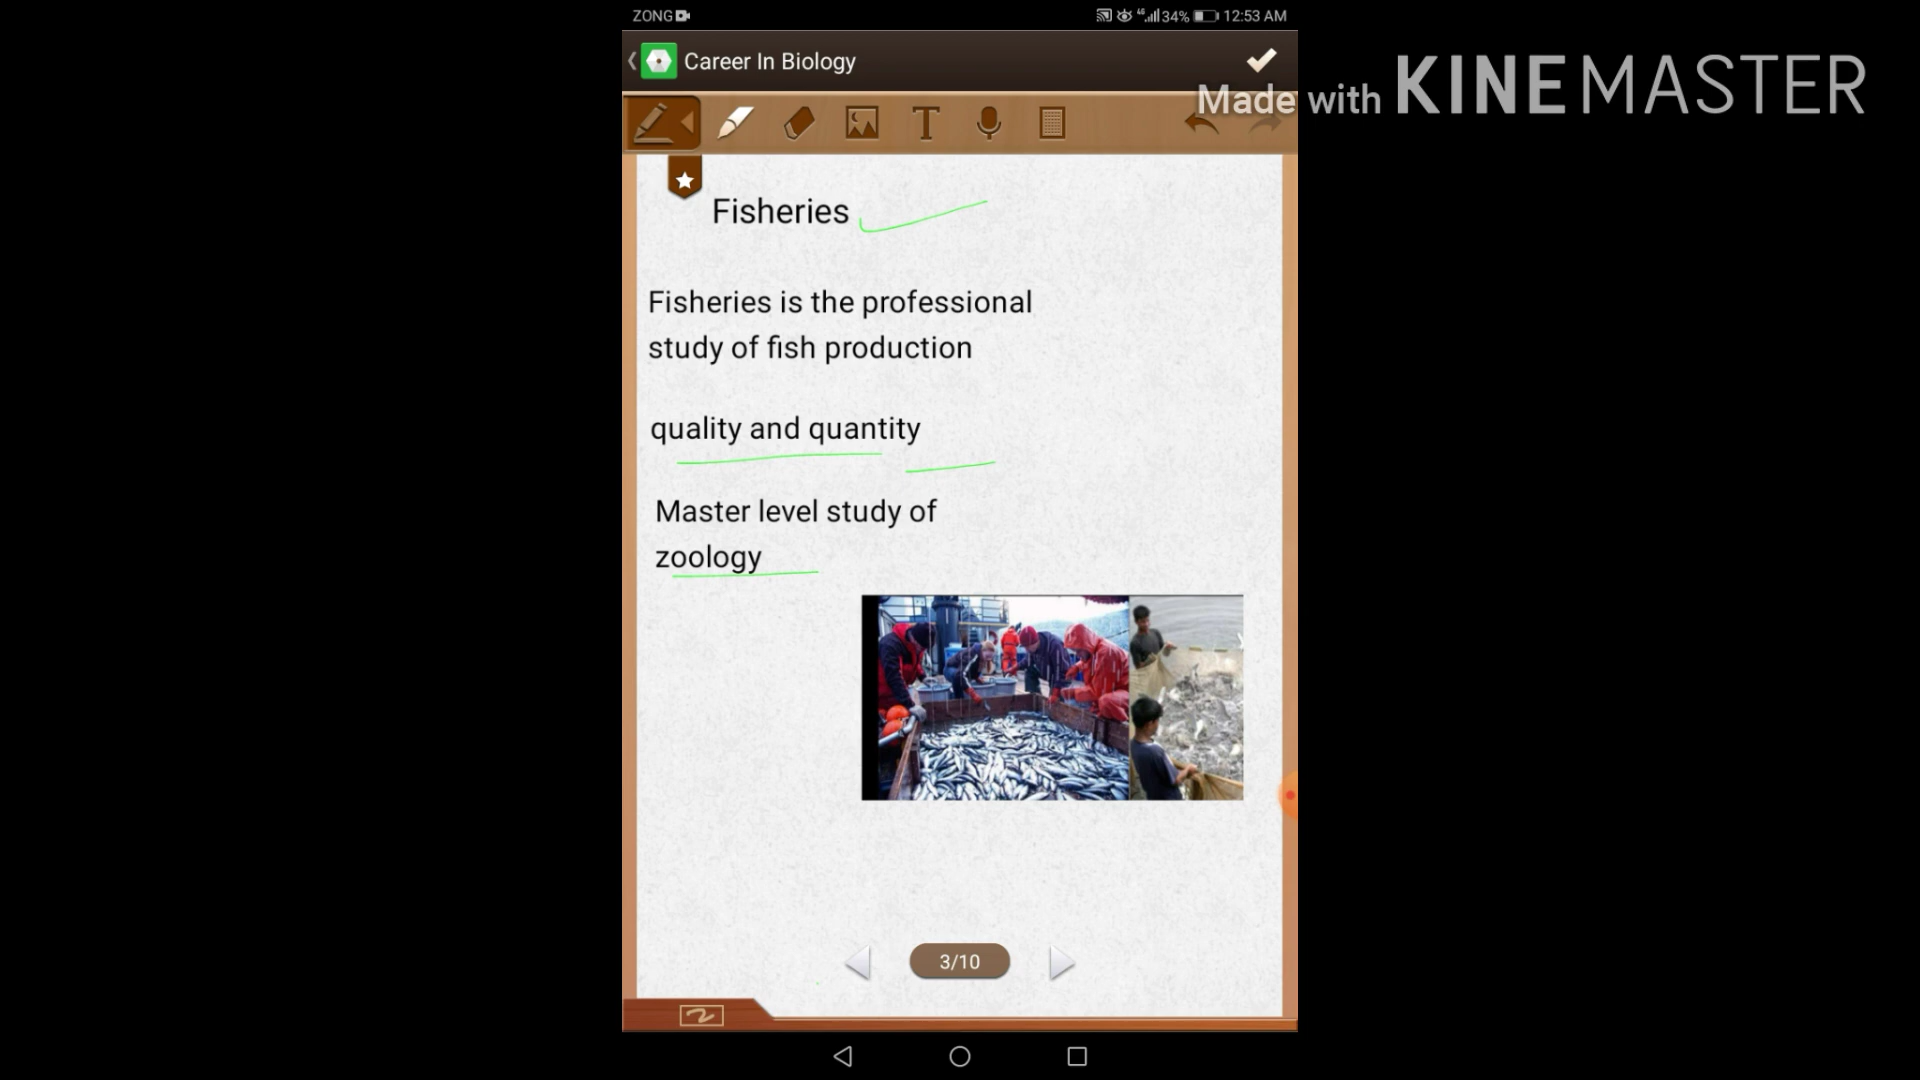 ZONG 4G 34% 12:53 AM
Career In Biology
Made with KINEMASTER
T
Fisheries
Fisheries is the professional
study of fish production
quality and quantity
Master level study of
zoology
3/10